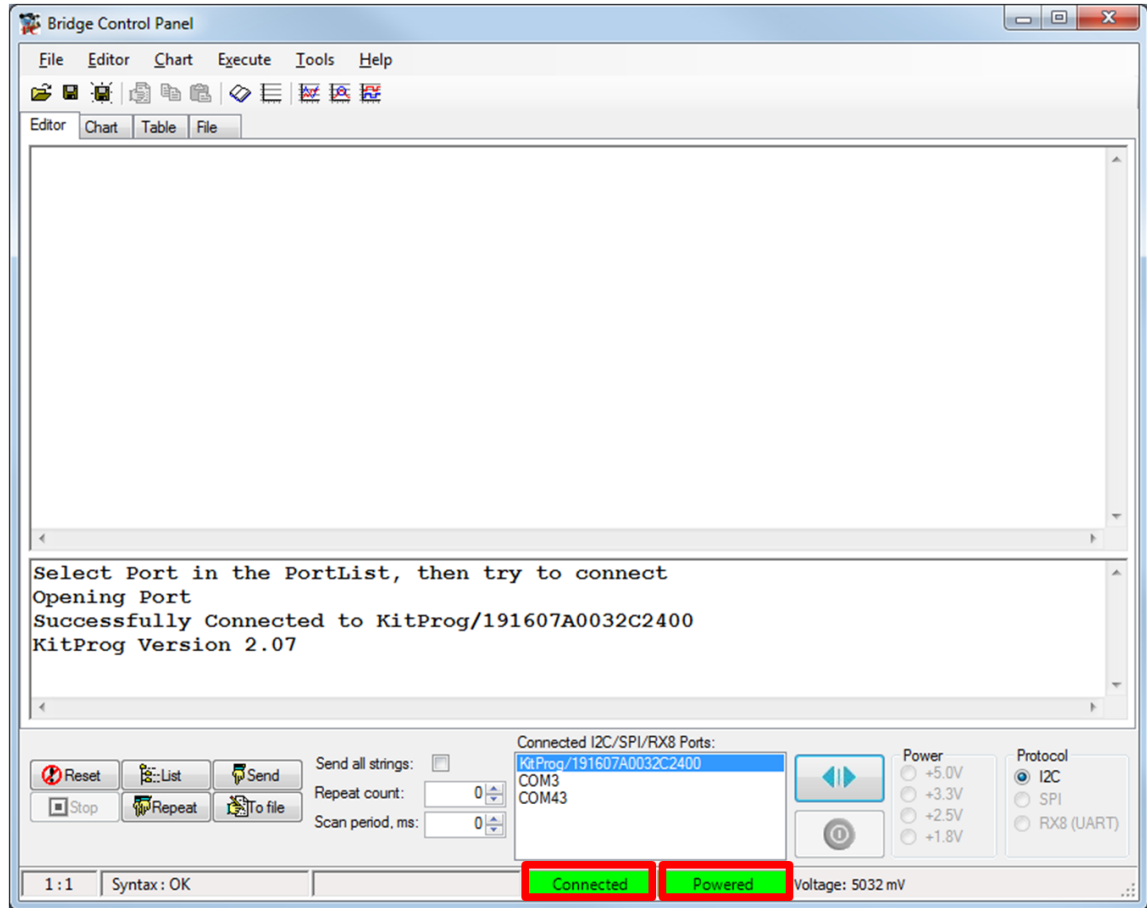 Bridge Control Panel
File Editor Chart Execute Tools Help
Editor Chart Table File
Select Port in the PortList, then try to connect
Opening Port
Successfully Connected to KitProg/191607A0032C2400
KitProg Version 2.07
Connected I2C/SPI/RX8 Ports:
KitProg/191607A0032C2400
COM3
COM43
Reset List Send
Stop Repeat To file
Send all strings:
Repeat count: 0
Scan period, ms: 0
Power
+5.0V
+3.3V
+2.5V
+1.8V
Protocol
I2C
SPI
RX8 (UART)
1:1 Syntax : OK Connected Powered Voltage: 5032 mV